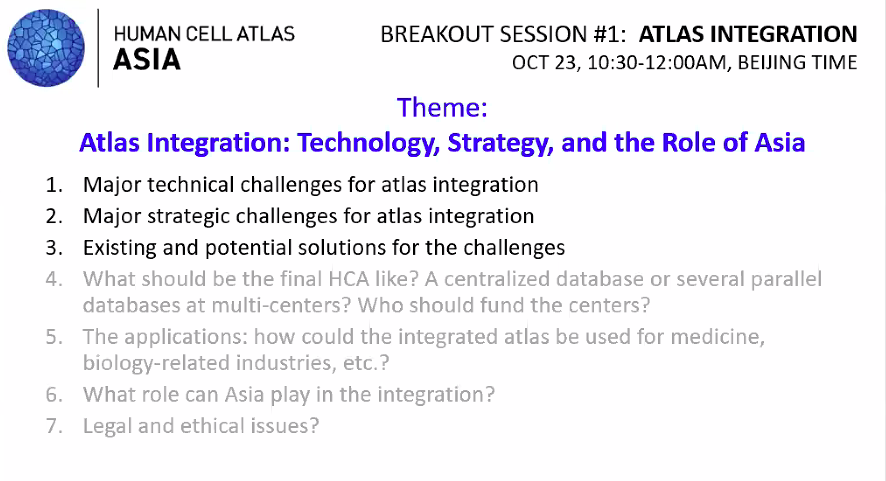 HUMAN CELL ATLAS
ASIA
BREAKOUT SESSION #1: ATLAS INTEGRATION
OCT 23, 10:30-12:00AM, BEIJING TIME
Theme:
Atlas Integration: Technology, Strategy, and the Role of Asia
1. Major technical challenges for atlas integration
2. Major strategic challenges for atlas integration
3. Existing and potential solutions for the challenges
4. What should be the final HCA like? A centralized database or several parallel
databases at multi-centers? Who should fund the centers?
5. The applications: how could the integrated atlas be used for medicine,
biology-related industries, etc.?
6. What role can Asia play in the integration?
7. Legal and ethical issues?